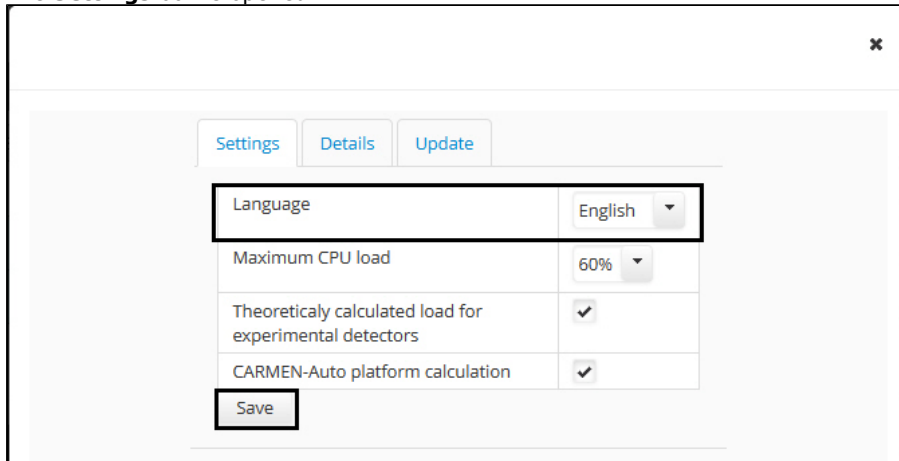 Settings
✖
Settings Details Update
Language English
Maximum CPU load 60%
Theoreticaly calculated load for
experimental detectors
CARMEN-Auto platform calculation
Save